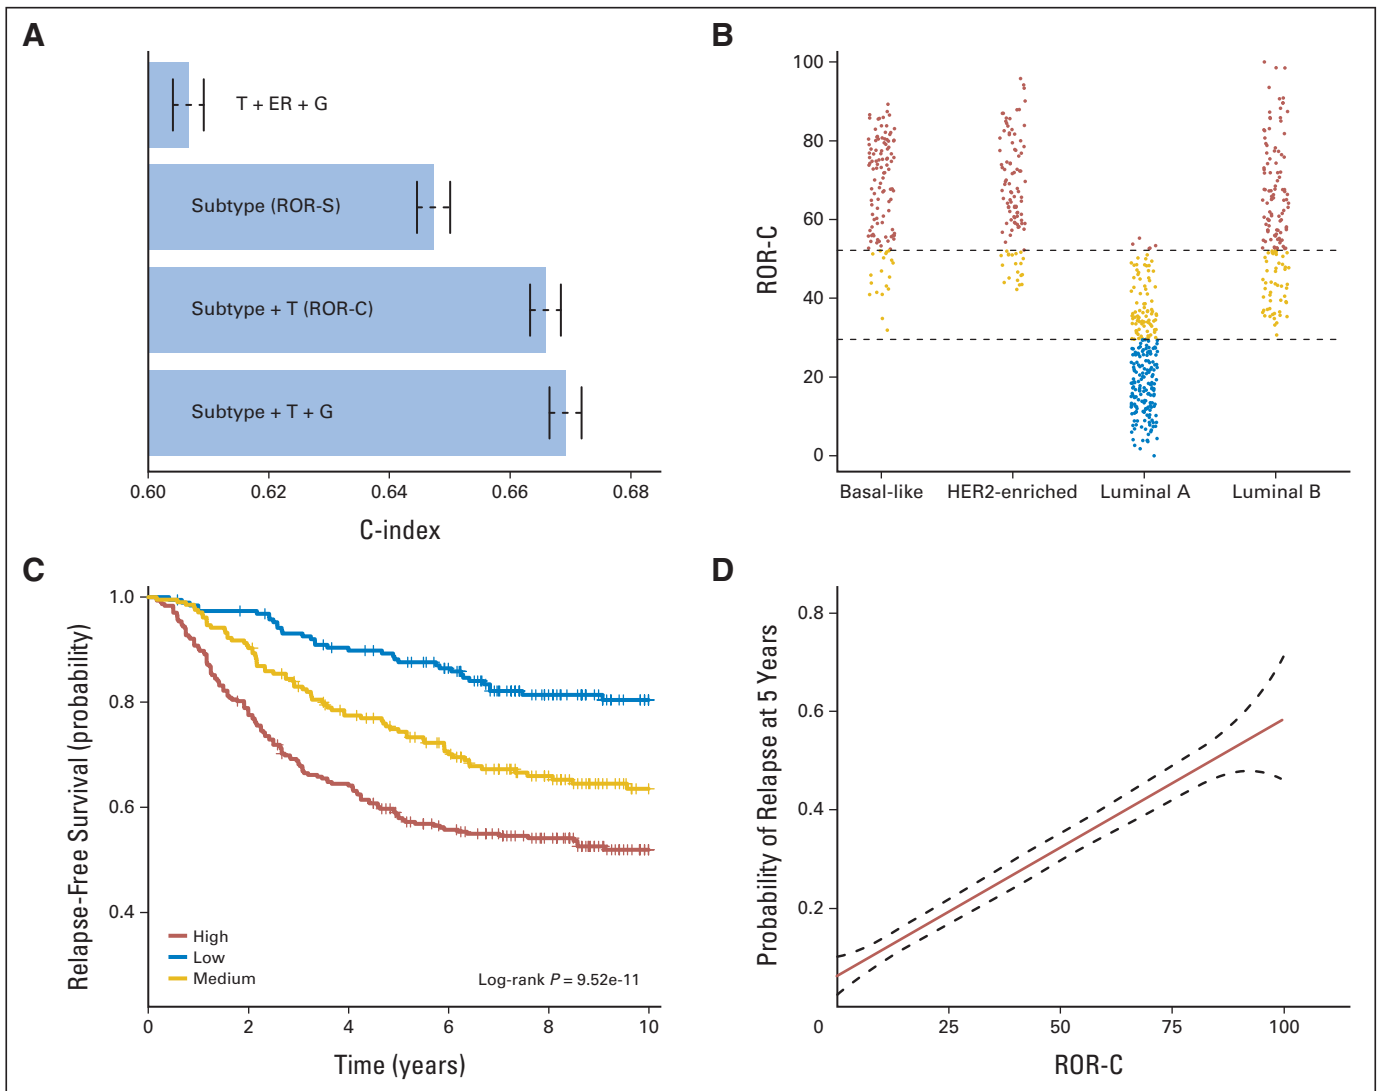 A
T + ER + G
Subtype (ROR-S)
Subtype + T (ROR-C)
Subtype + T + G
0.60 0.62 0.64 0.66 0.68
C-index
B
100
80
60
40
20
0
ROR-C
Basal-like HER2-enriched Luminal A Luminal B
C
1.0
0.8
0.6
0.4
Relapse-Free Survival (probability)
High
Low
Medium
Log-rank P = 9.52e-11
0 2 4 6 8 10
Time (years)
D
0.8
0.6
0.4
0.2
Probability of Relapse at 5 Years
0 25 50 75 100
ROR-C